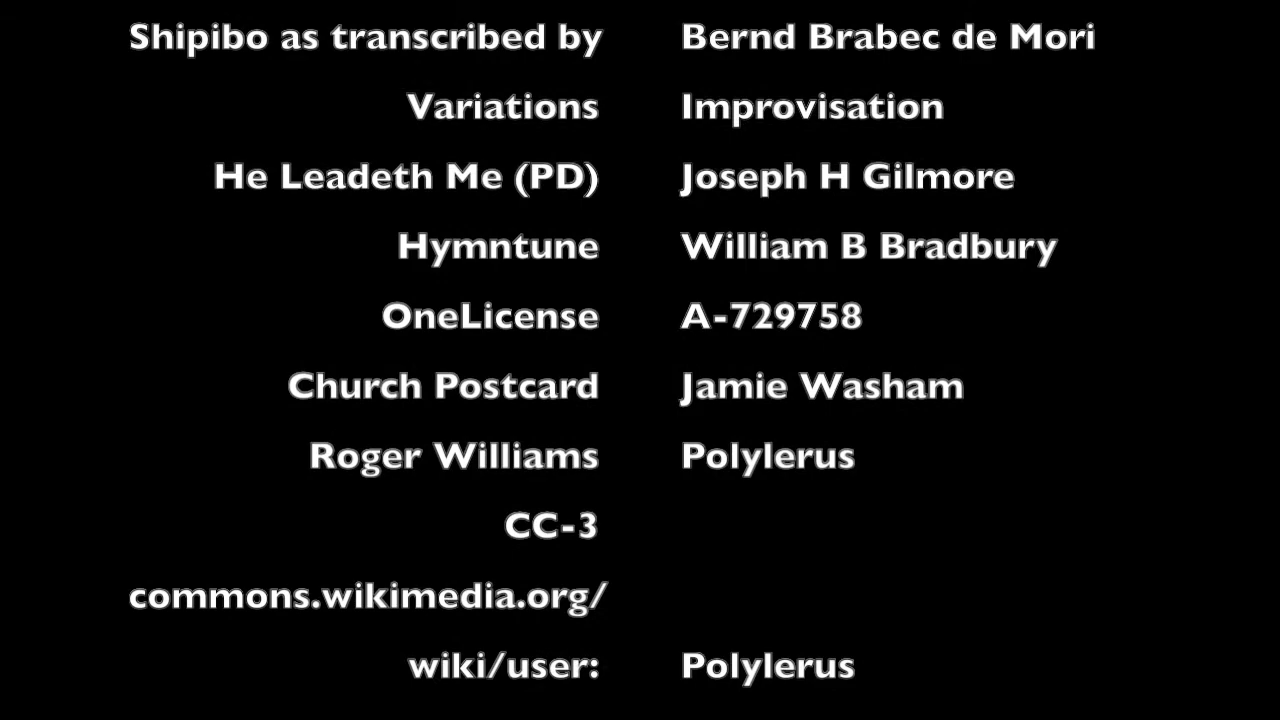 Shipibo as transcribed by Bernd Brabec de Mori
Variations Improvisation
He Leadeth Me (PD) Joseph H Gilmore
Hymntune William B Bradbury
OneLicense A-729758
Church Postcard Jamie Washam
Roger Williams Polylerus
CC-3
commons.wikimedia.org/
wiki/user: Polylerus